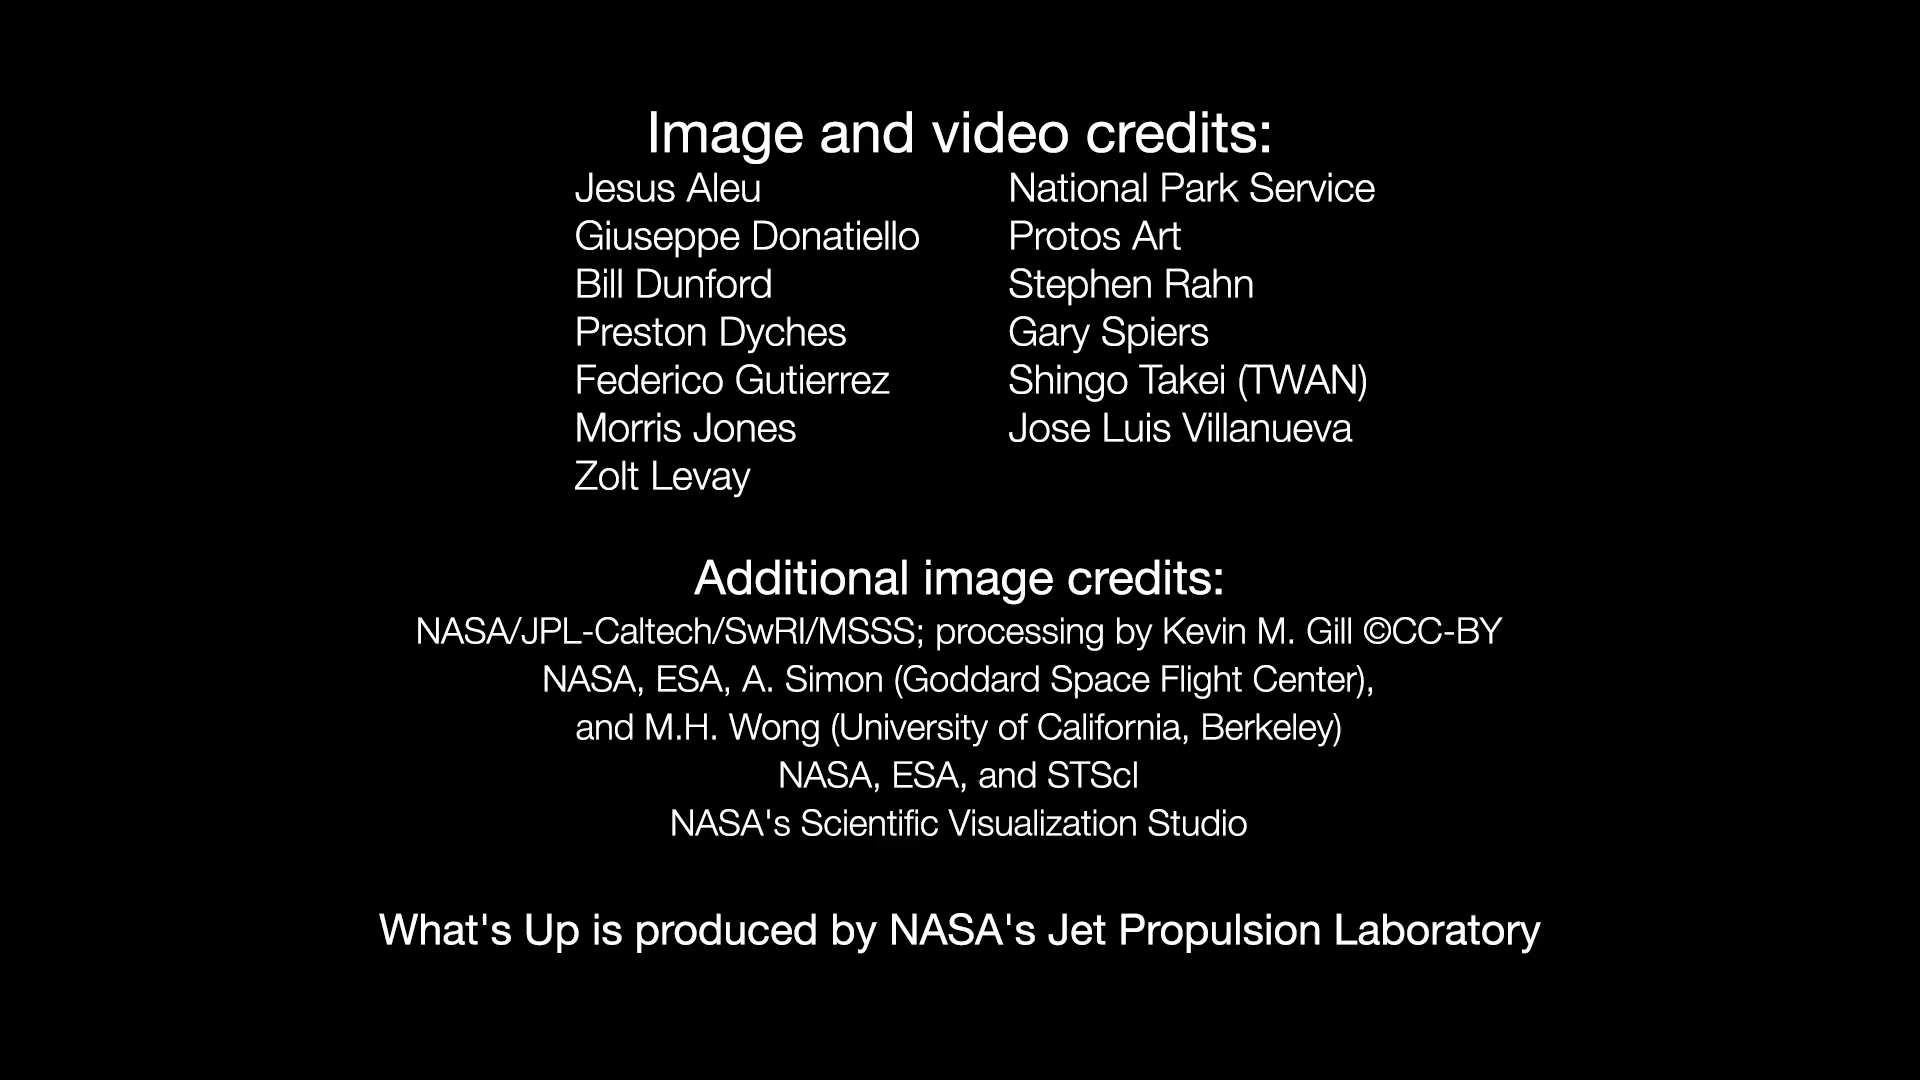 Image and video credits:
Jesus Aleu
Giuseppe Donatiello
Bill Dunford
Preston Dyches
Federico Gutierrez
Morris Jones
Zolt Levay
National Park Service
Protos Art
Stephen Rahn
Gary Spiers
Shingo Takei (TWAN)
Jose Luis Villanueva
Additional image credits:
NASA/JPL-Caltech/SwRI/MSSS; processing by Kevin M. Gill ©CC-BY
NASA, ESA, A. Simon (Goddard Space Flight Center),
and M.H. Wong (University of California, Berkeley)
NASA, ESA, and STScI
NASA's Scientific Visualization Studio
What's Up is produced by NASA's Jet Propulsion Laboratory